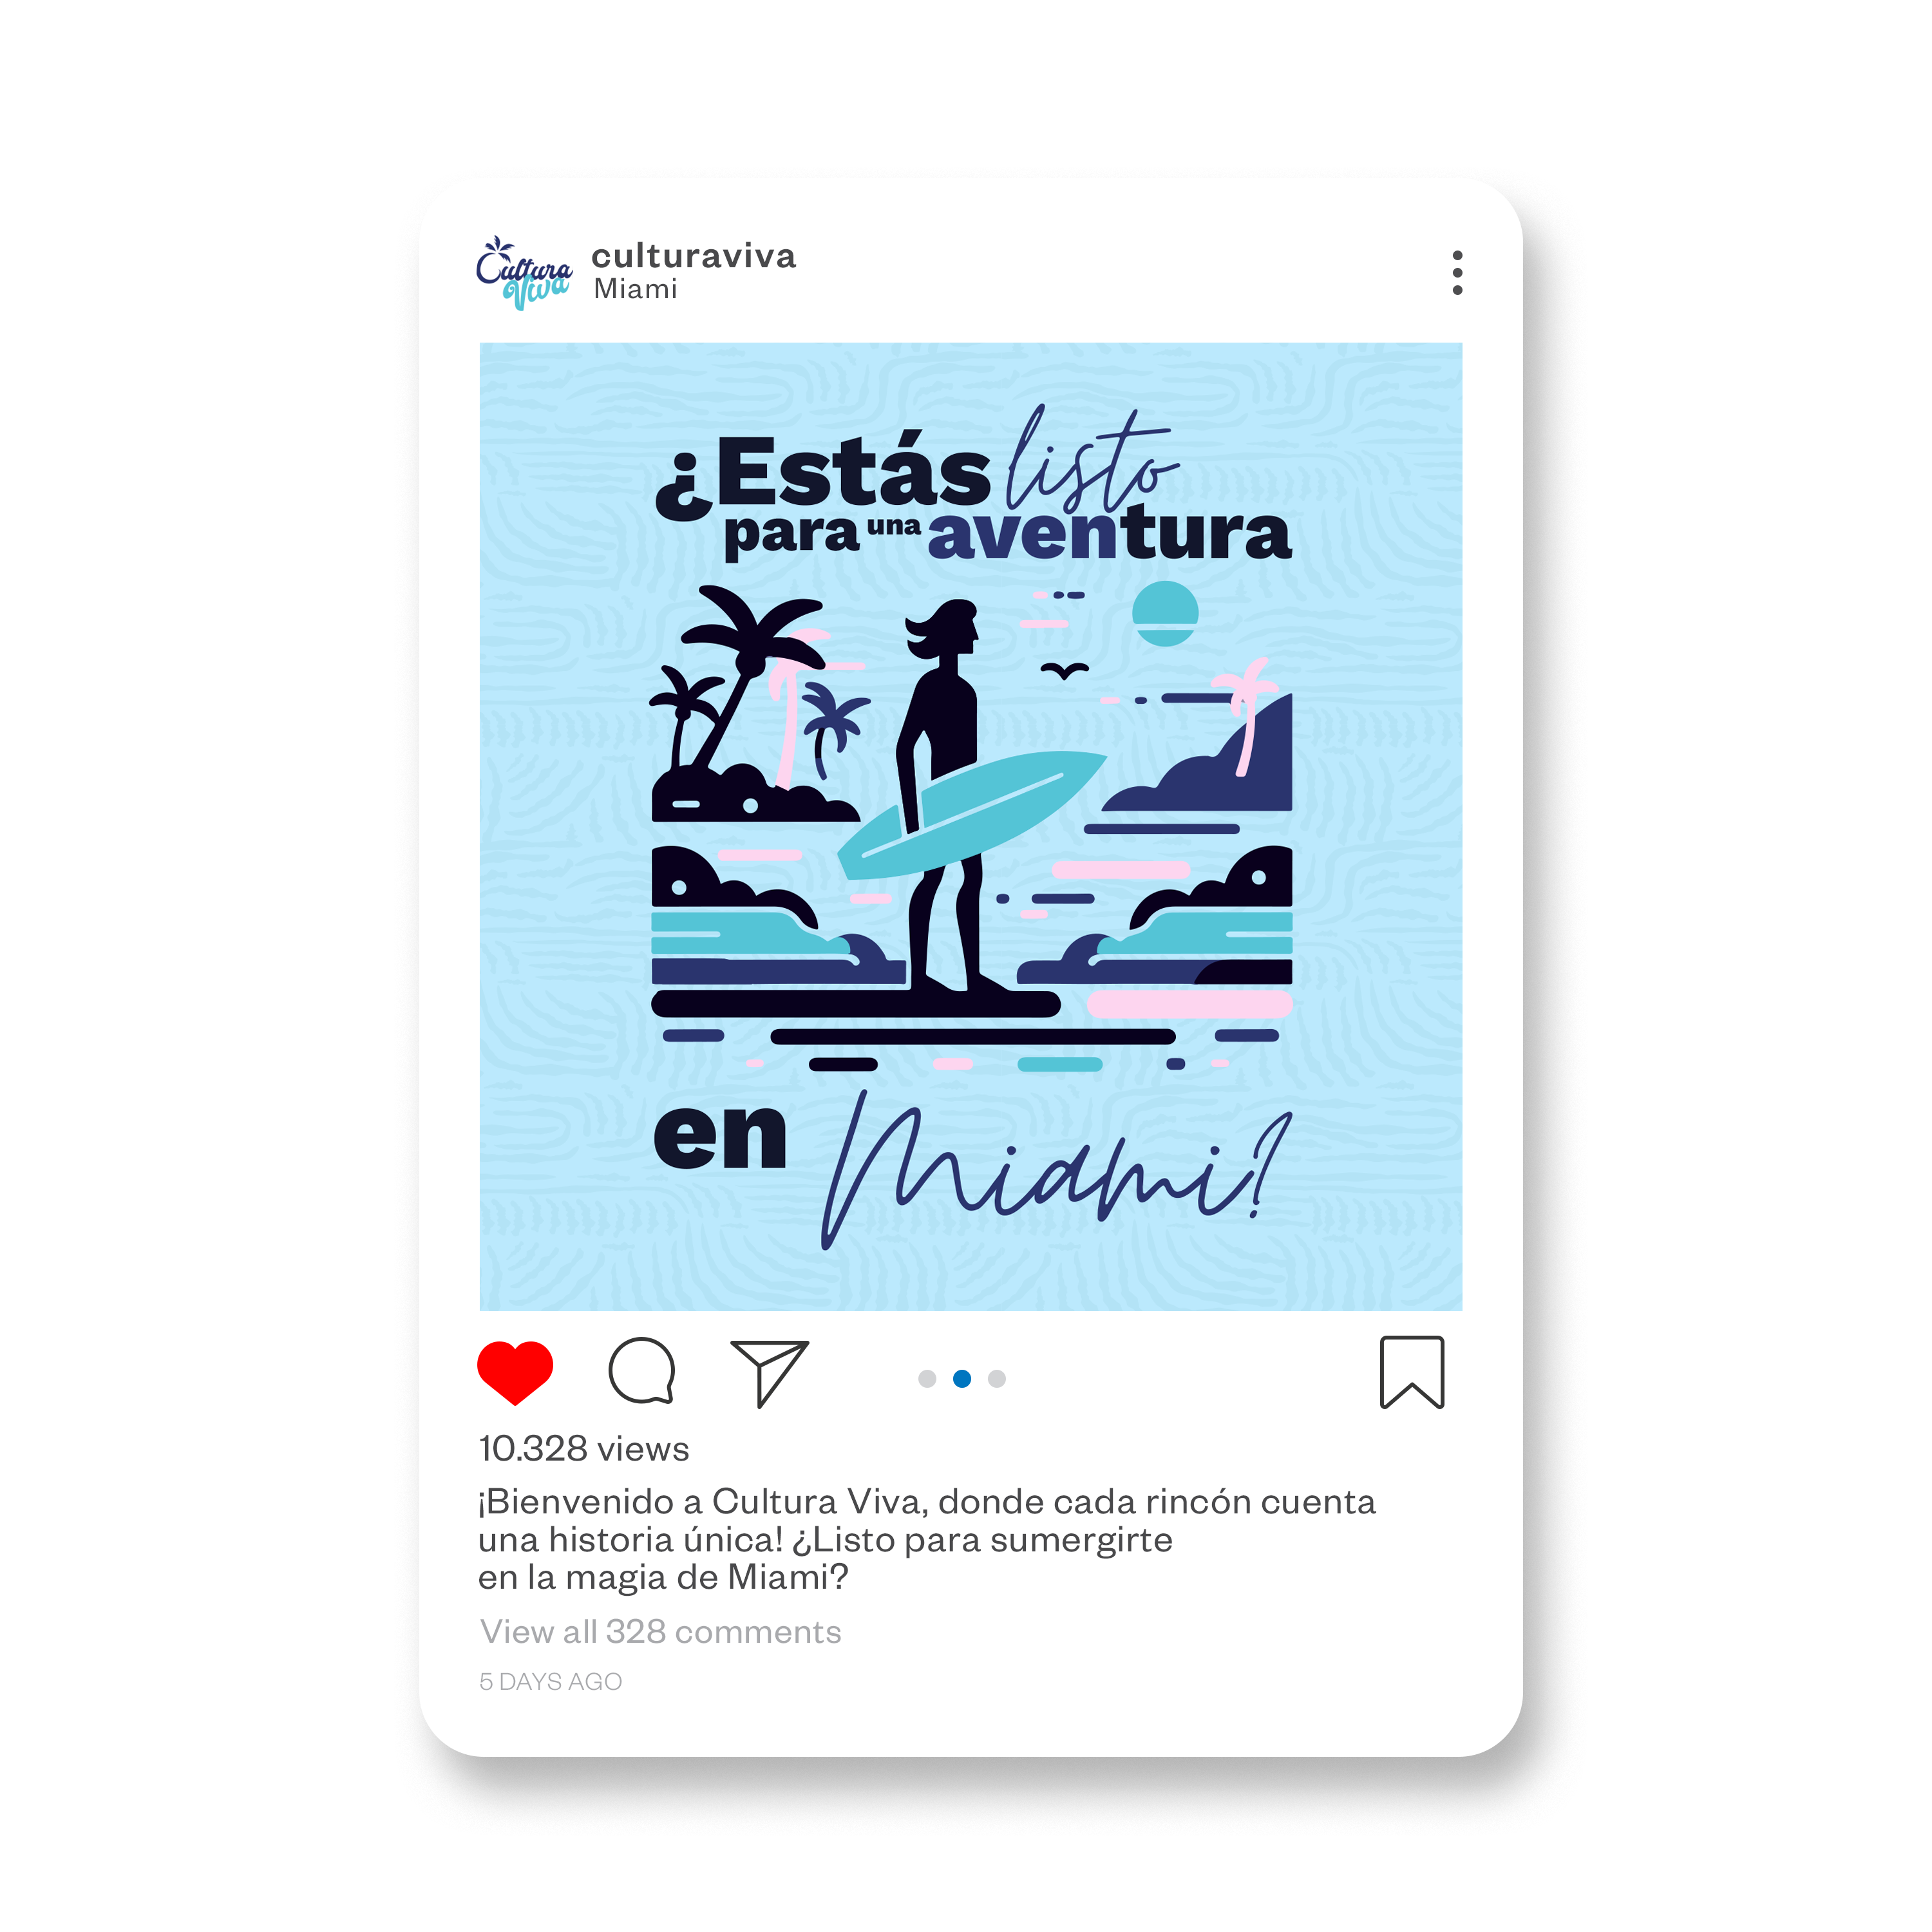 Cultura
Viva
culturaviva
Miami
¿Estás listo
para una aventura
en Miami?
10.328 views
¡Bienvenido a Cultura Viva, donde cada rincón cuenta
una historia única! ¿Listo para sumergirte
en la magia de Miami?
View all 328 comments
5 DAYS AGO